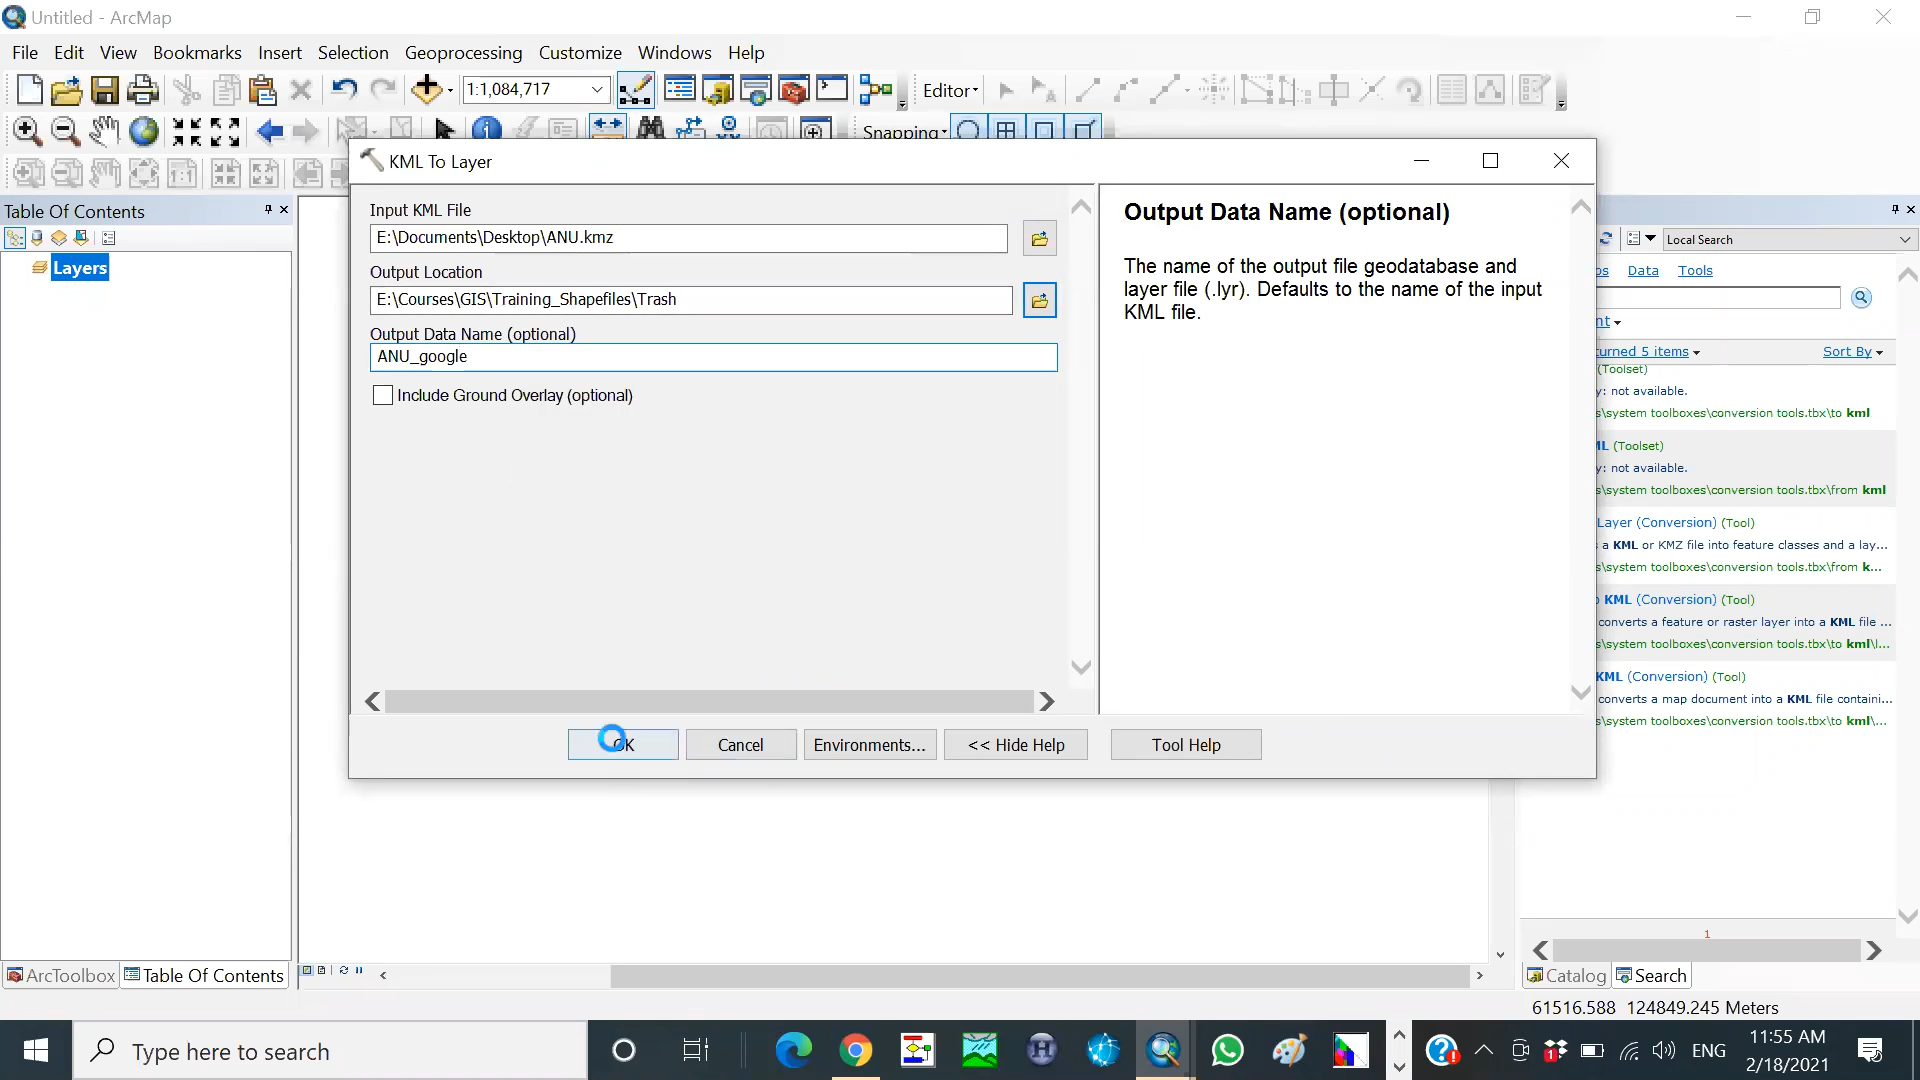 Untitled - ArcMap
File Edit View Bookmarks Insert Selection Geoprocessing Customize Windows Help
1:1,084,717
Editor
Snapping
KML To Layer
Table Of Contents
Layers
Input KML File
E:\Documents\Desktop\ANU.kmz
Output Location
E:\Courses\GIS\Training_Shapefiles\Trash
Output Data Name (optional)
ANU_google
Include Ground Overlay (optional)
Output Data Name (optional)
The name of the output file geodatabase and
layer file (.lyr). Defaults to the name of the input
KML file.
OK Cancel Environments... << Hide Help Tool Help
Local Search
Data Tools
turned 5 items Sort By
(Toolset)
y: not available.
s\system toolboxes\conversion tools.tbx\to kml
(Toolset)
y: not available.
s\system toolboxes\conversion tools.tbx\from kml
Layer (Conversion) (Tool)
a KML or KMZ file into feature classes and a lay...
s\system toolboxes\conversion tools.tbx\from k...
KML (Conversion) (Tool)
converts a feature or raster layer into a KML file ...
s\system toolboxes\conversion tools.tbx\to kml\l...
KML (Conversion) (Tool)
converts a map document into a KML file containi...
s\system toolboxes\conversion tools.tbx\to kml\...
1
ArcToolbox Table Of Contents
Catalog Search
61516.588 124849.245 Meters
Type here to search
ENG
11:55 AM
2/18/2021